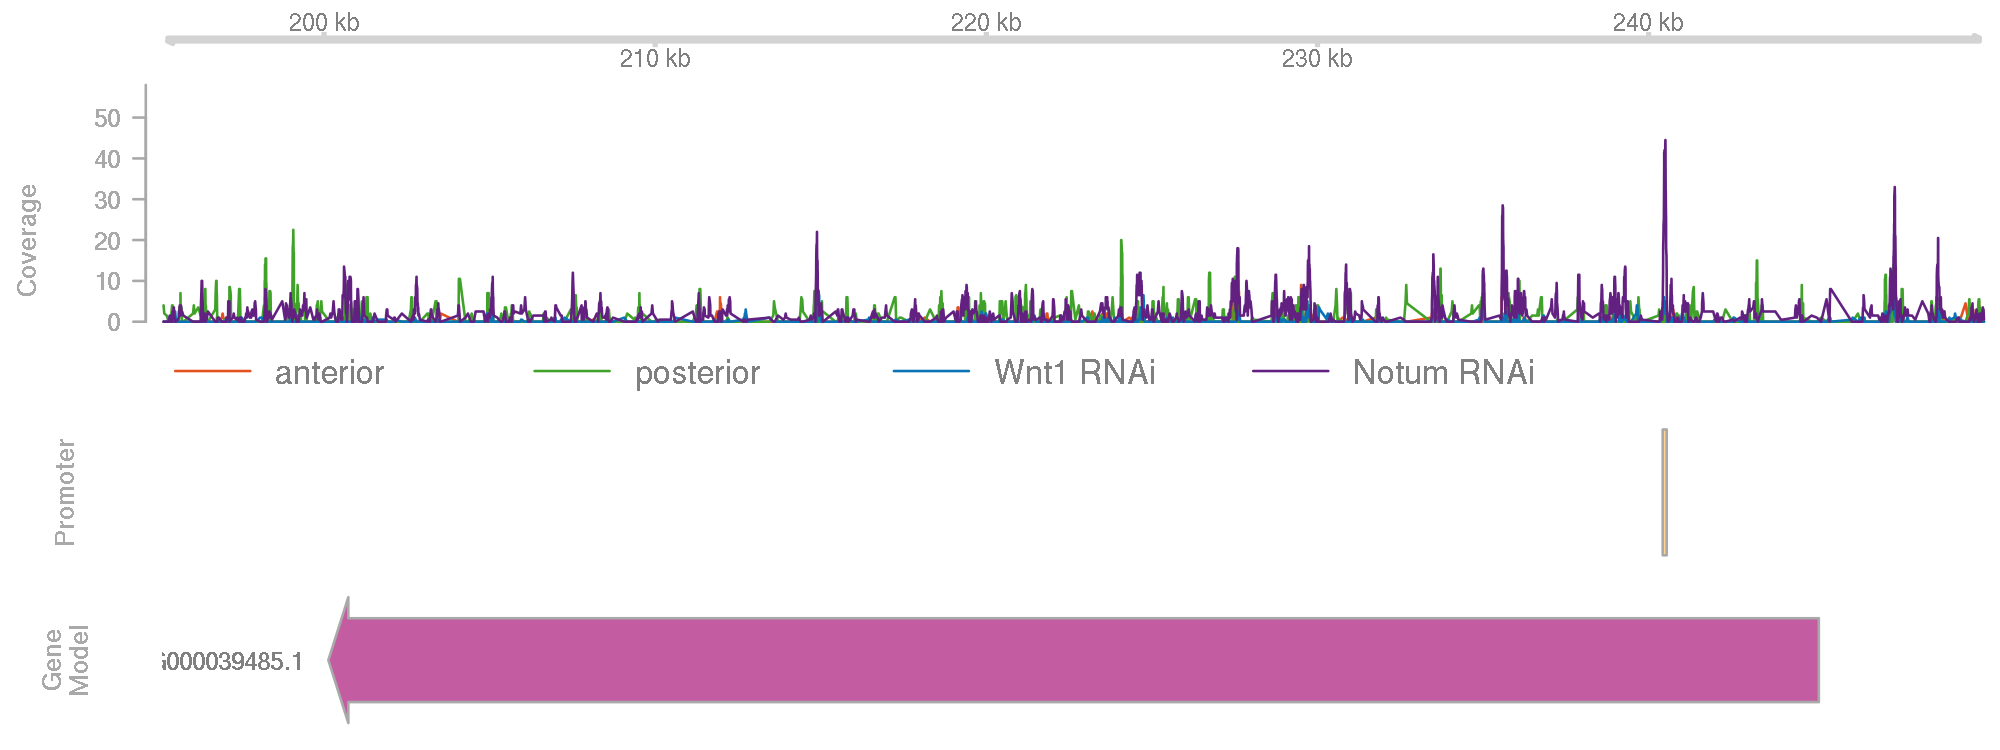 200 kb 220 kb 240 kb
210 kb 230 kb
Coverage
50
40
30
20
10
0
anterior posterior Wnt1 RNAi Notum RNAi
Promoter
Gene
Model
000039485.1